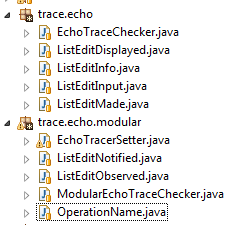 trace.echo
EchoTraceChecker.java
ListEditDisplayed.java
ListEditInfo.java
ListEditInput.java
ListEditMade.java
trace.echo.modular
EchoTracerSetter.java
ListEditNotified.java
ListEditObserved.java
ModularEchoTraceChecker.java
OperationName.java